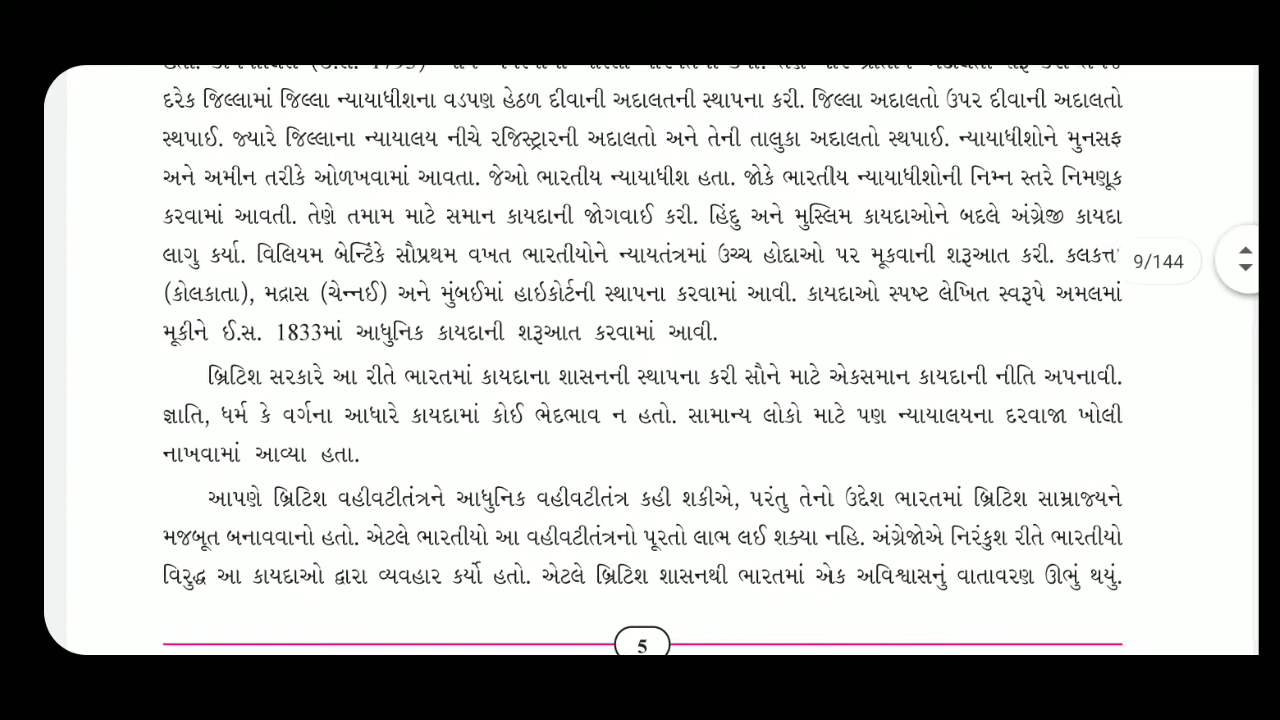 દરેક જિલ્લામાં જિલ્લા ન્યાયાધીશના વડપણ હેઠળ દીવાની અદાલતની સ્થાપના કરી. જિલ્લા અદાલતો ઉપર દીવાની અદાલતો
સ્થપાઈ. જ્યારે જિલ્લાના ન્યાયાલય નીચે રજિસ્ટ્રારની અદાલતો અને તેની તાલુકા અદાલતો સ્થપાઈ. ન્યાયાધીશોને મુનસફ
અને અમીન તરીકે ઓળખવામાં આવતા. જેઓ ભારતીય ન્યાયાધીશ હતા. જોકે ભારતીય ન્યાયાધીશોની નિમ્ન સ્તરે નિમણૂક
કરવામાં આવતી. તેણે તમામ માટે સમાન કાયદાની જોગવાઈ કરી. હિંદુ અને મુસ્લિમ કાયદાઓને બદલે અંગ્રેજી કાયદા
લાગુ કર્યા. વિલિયમ બેન્ટિંકે સૌપ્રથમ વખત ભારતીયોને ન્યાયતંત્રમાં ઉચ્ચ હોદ્દાઓ પર મૂકવાની શરૂઆત કરી. કલકત્તા
9/144
(કોલકાતા), મદ્રાસ (ચેન્નઈ) અને મુંબઈમાં હાઇકોર્ટની સ્થાપના કરવામાં આવી. કાયદાઓ સ્પષ્ટ લેખિત સ્વરૂપે અમલમાં
મૂકીને ઈ.સ. 1833માં આધુનિક કાયદાની શરૂઆત કરવામાં આવી.
બ્રિટિશ સરકારે આ રીતે ભારતમાં કાયદાના શાસનની સ્થાપના કરી સૌને માટે એકસમાન કાયદાની નીતિ અપનાવી.
જ્ઞાતિ, ધર્મ કે વર્ગના આધારે કાયદામાં કોઈ ભેદભાવ ન હતો. સામાન્ય લોકો માટે પણ ન્યાયાલયના દરવાજા ખોલી
નાખવામાં આવ્યા હતા.
આપણે બ્રિટિશ વહીવટીતંત્રને આધુનિક વહીવટીતંત્ર કહી શકીએ, પરંતુ તેનો ઉદ્દેશ ભારતમાં બ્રિટિશ સામ્રાજ્યને
મજબૂત બનાવવાનો હતો. એટલે ભારતીયો આ વહીવટીતંત્રનો પૂરતો લાભ લઈ શક્યા નહિ. અંગ્રેજોએ નિરંકુશ રીતે ભારતીયો
વિરુદ્ધ આ કાયદાઓ દ્વારા વ્યવહાર કર્યો હતો. એટલે બ્રિટિશ શાસનથી ભારતમાં એક અવિશ્વાસનું વાતાવરણ ઊભું થયું.
5